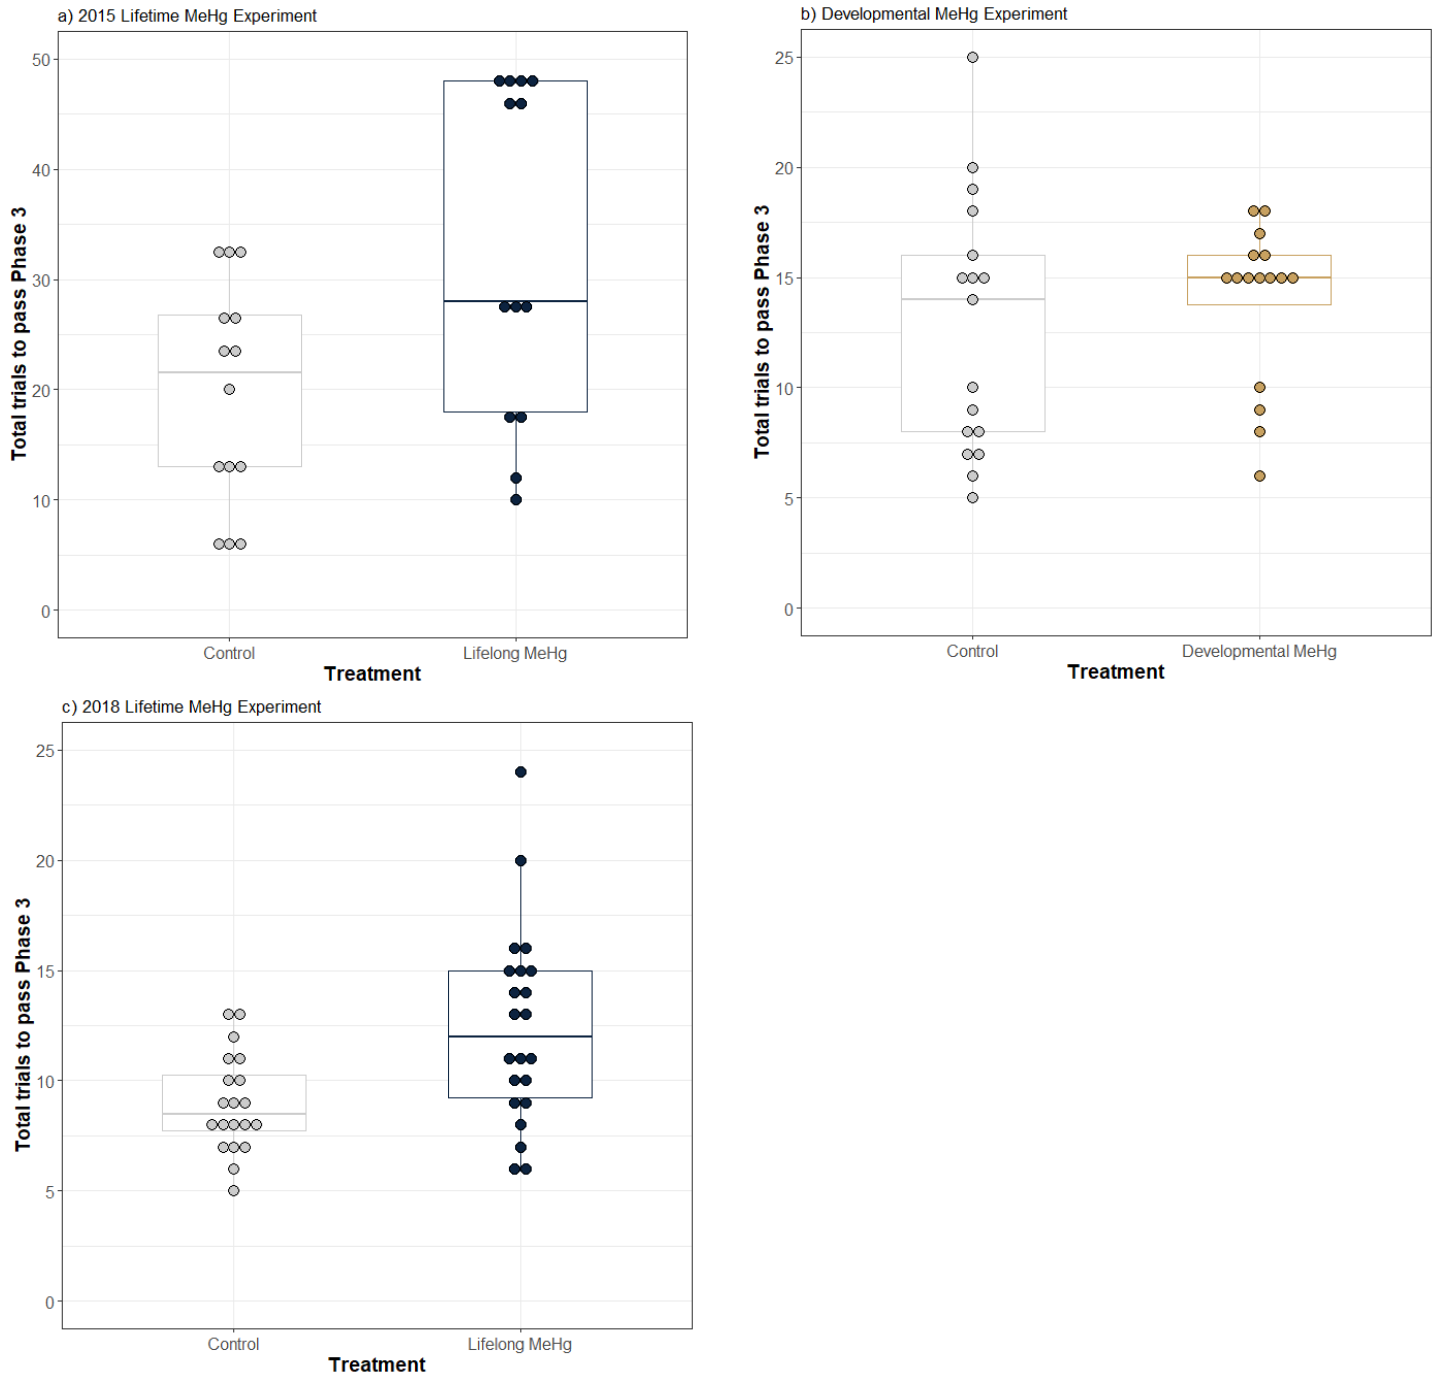 a) 2015 Lifetime MeHg Experiment
50
40
30
20
10
0
Total trials to pass Phase 3
Control
Lifelong MeHg
Treatment
b) Developmental MeHg Experiment
25
20
15
10
5
0
Total trials to pass Phase 3
Control
Developmental MeHg
Treatment
c) 2018 Lifetime MeHg Experiment
25
20
15
10
5
0
Total trials to pass Phase 3
Control
Lifelong MeHg
Treatment